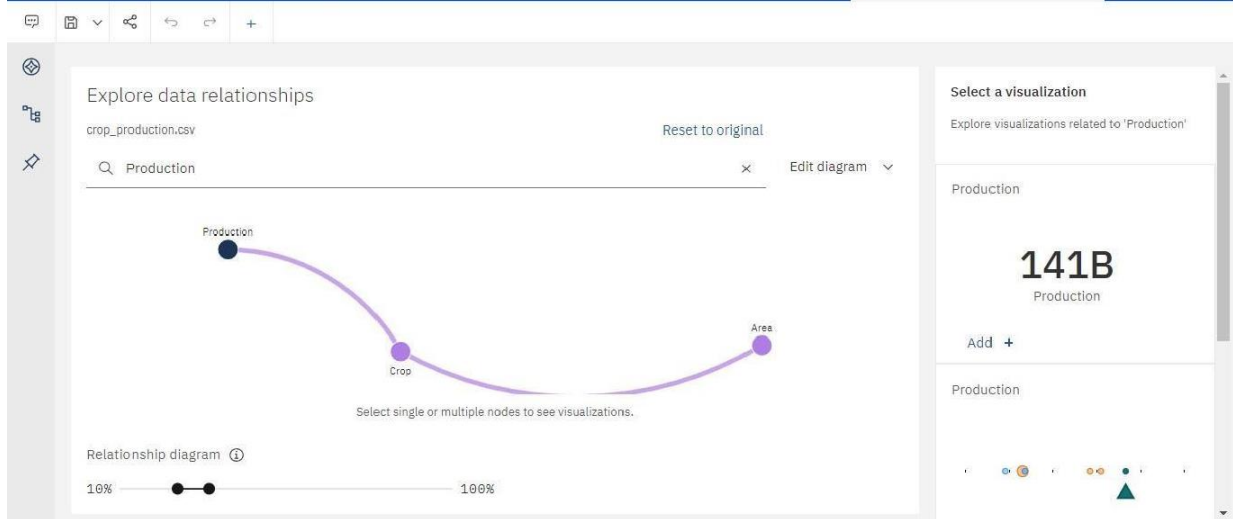 Explore data relationships
crop_production.csv
Reset to original
Production
Edit diagram
Production
Crop
Area
Select single or multiple nodes to see visualizations.
Relationship diagram
10%
100%
Select a visualization
Explore visualizations related to 'Production'
Production
141B
Production
Add +
Production